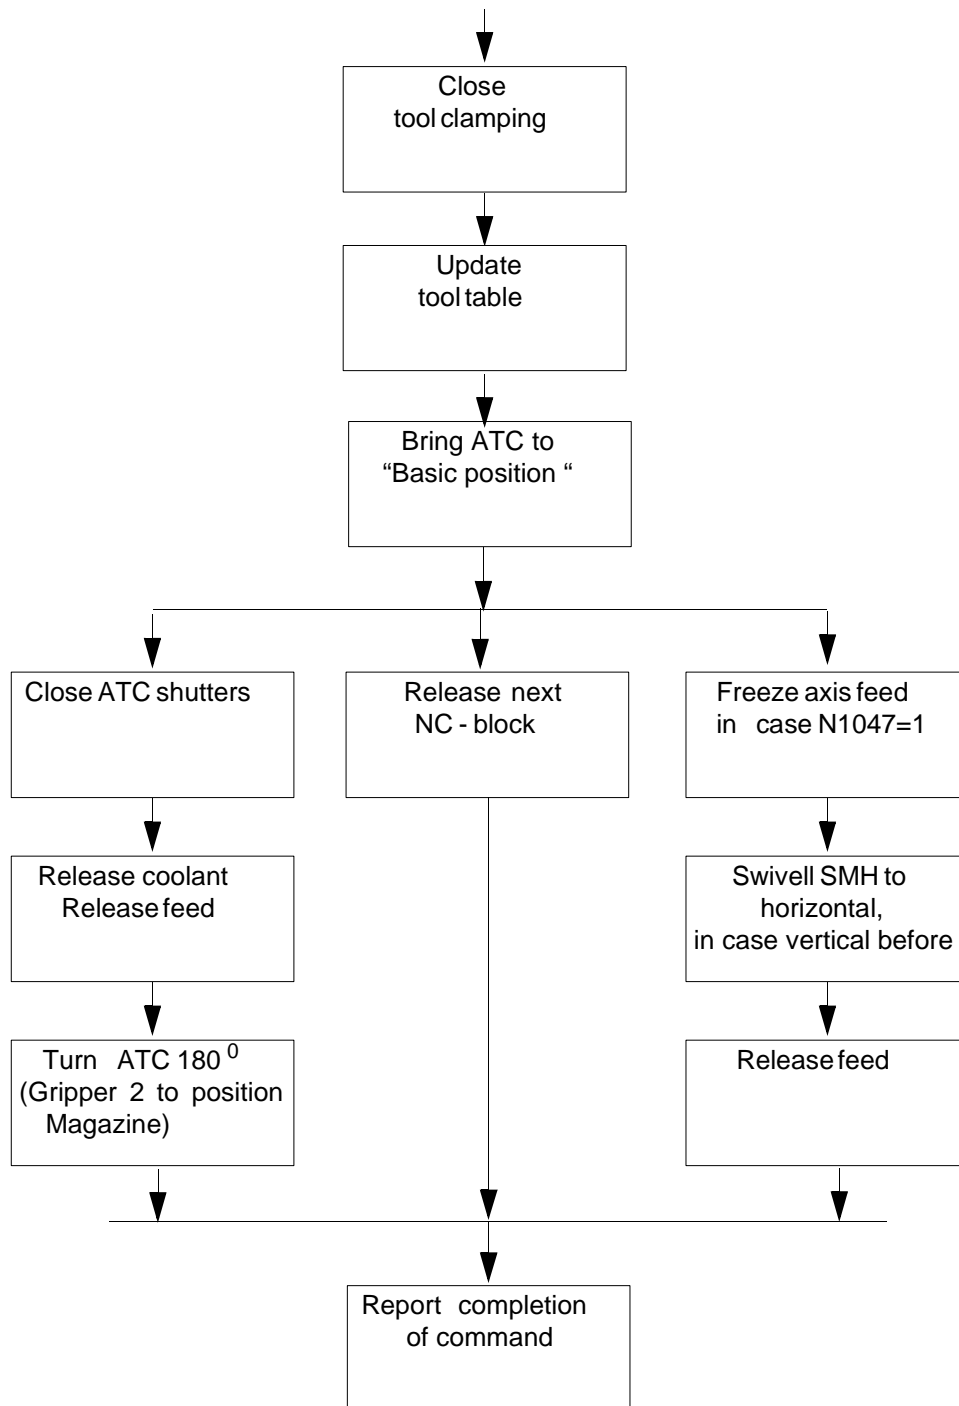 Close
tool clamping
Update
tool table
Bring ATC to
“Basic position “
Close ATC shutters
Release next
NC - block
Freeze axis feed
in case N1047=1
Release coolant
Release feed
Swivell SMH to
horizontal,
in case vertical before
Turn ATC 180 0
(Gripper 2 to position
Magazine)
Release feed
Report completion
of command